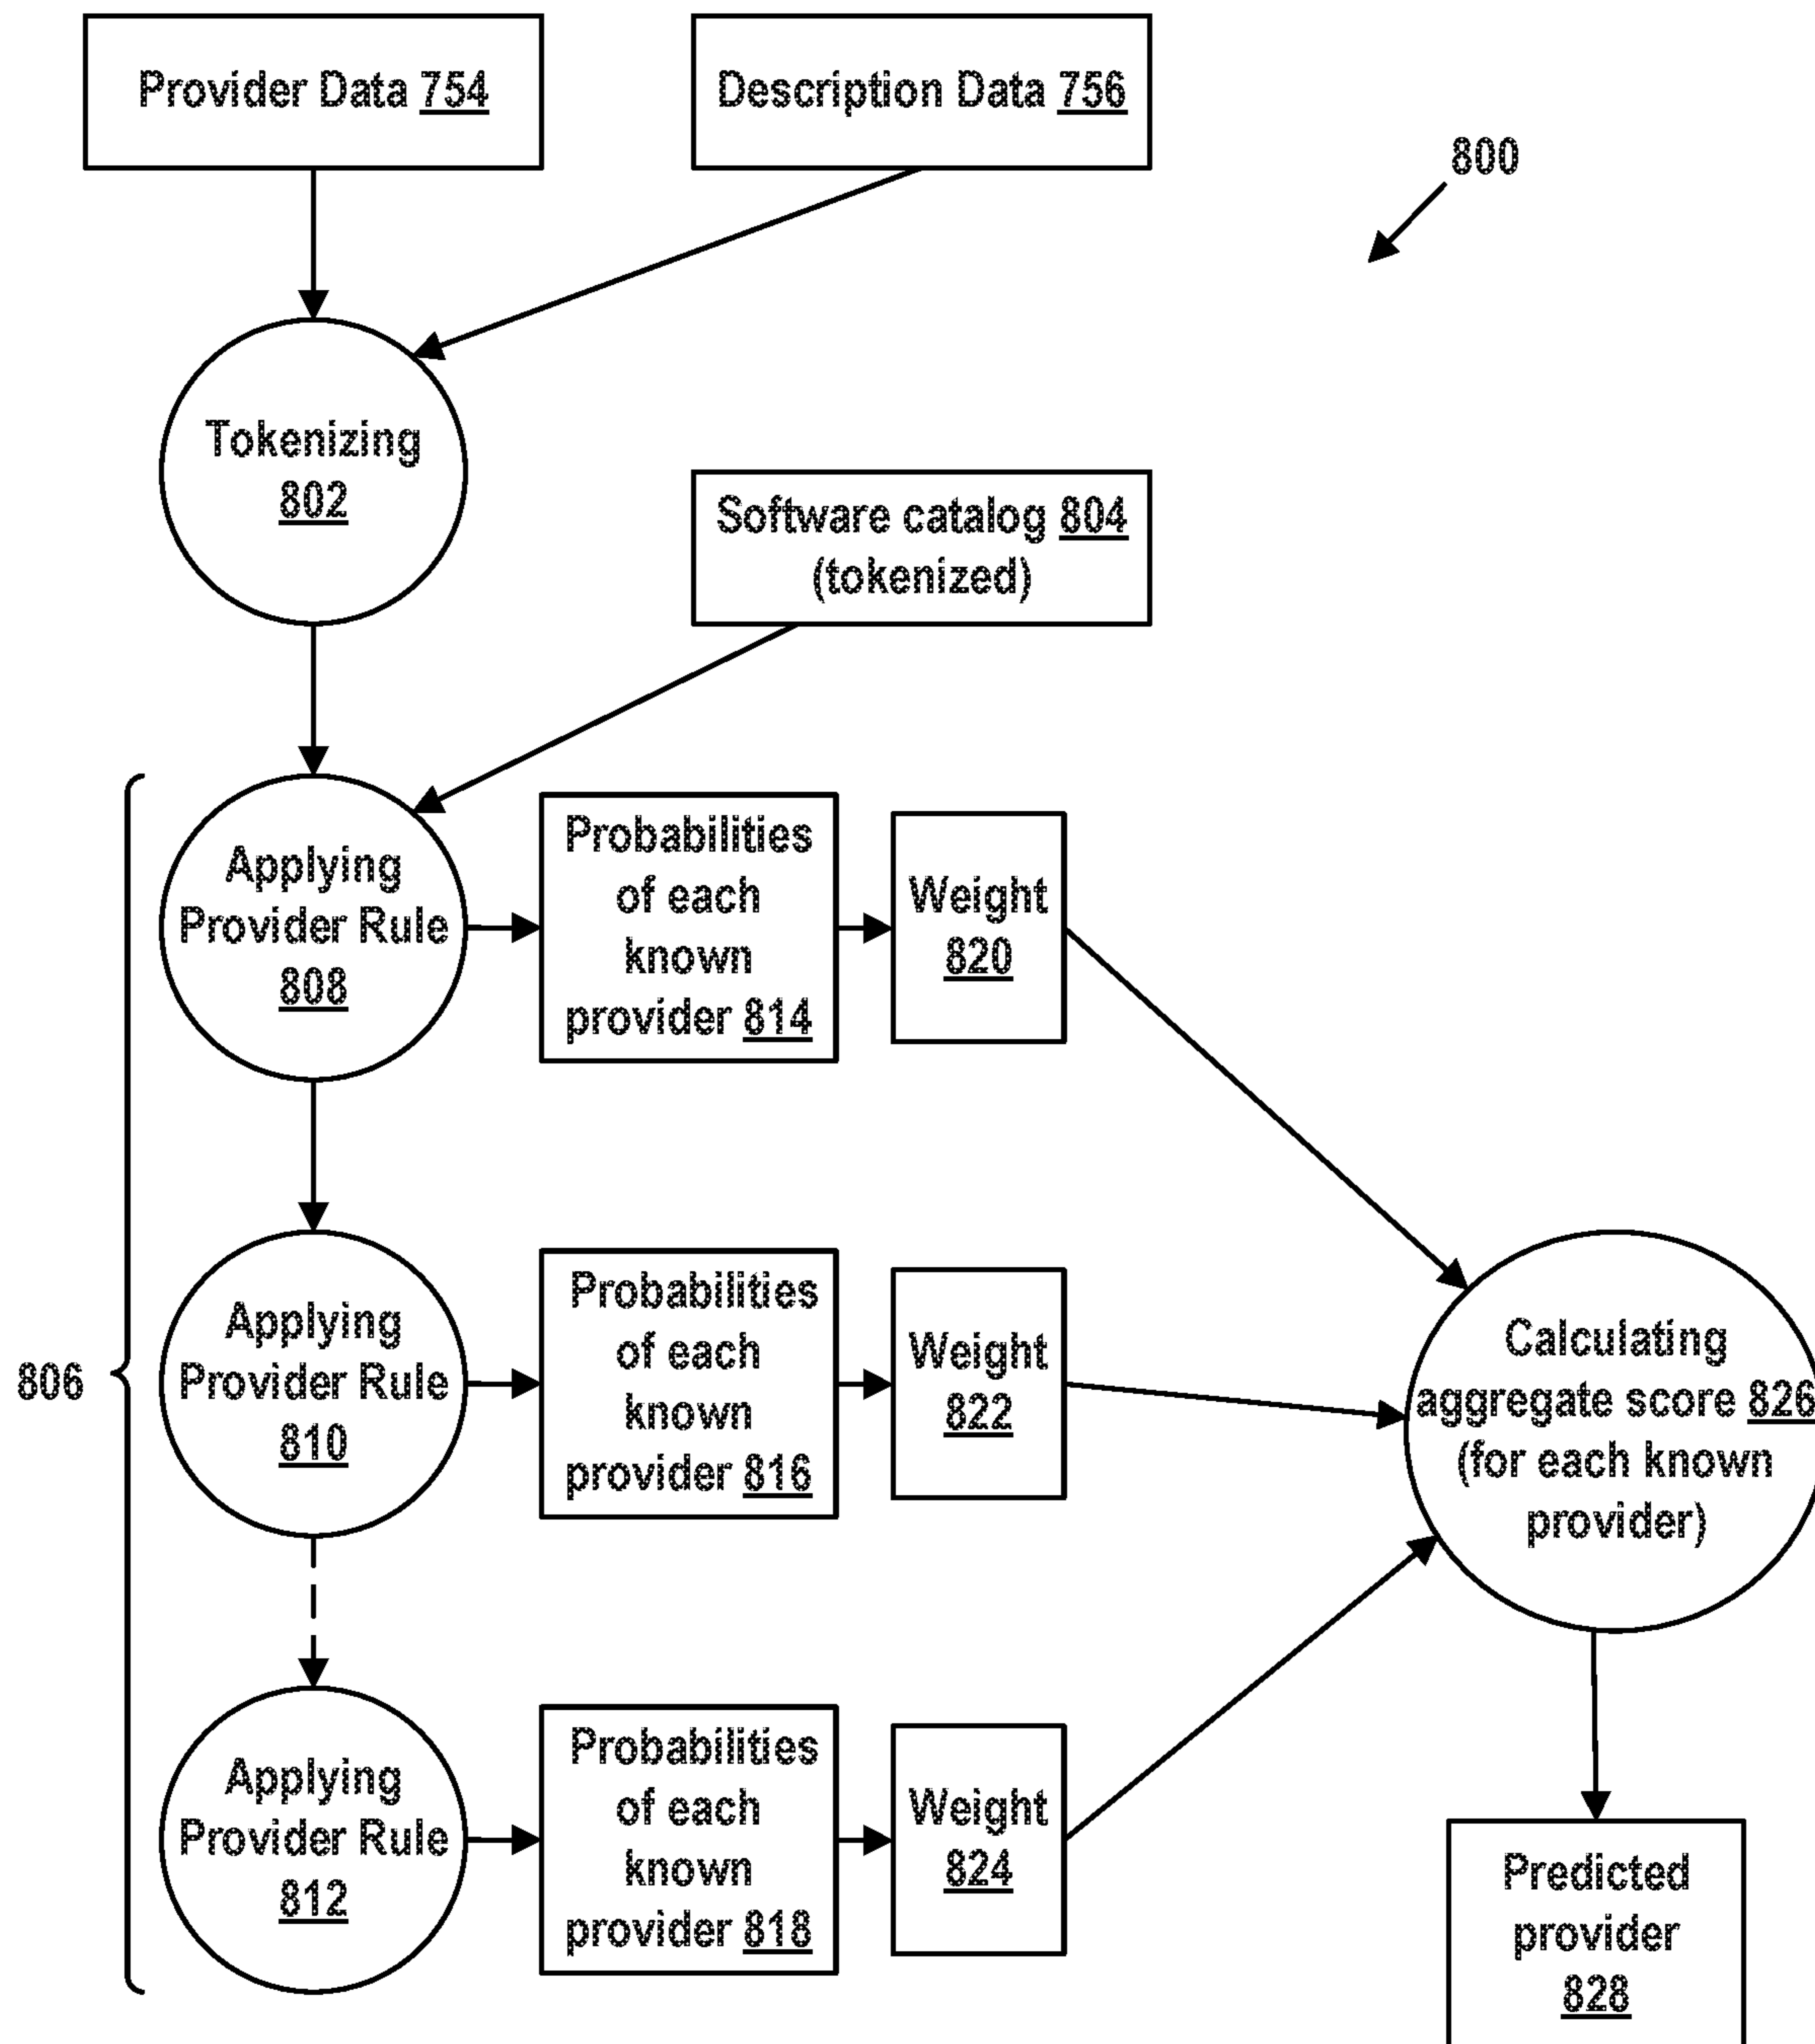 Provider Data 754
Description Data 756
800
Tokenizing
802
Software catalog 804
(tokenized)
806
Applying
Provider Rule
808
Probabilities
of each
known
provider 814
Weight
820
Applying
Provider Rule
810
Probabilities
of each
known
provider 816
Weight
822
Calculating
aggregate score 826
(for each known
provider)
Applying
Provider Rule
812
Probabilities
of each
known
provider 818
Weight
824
Predicted
provider
828